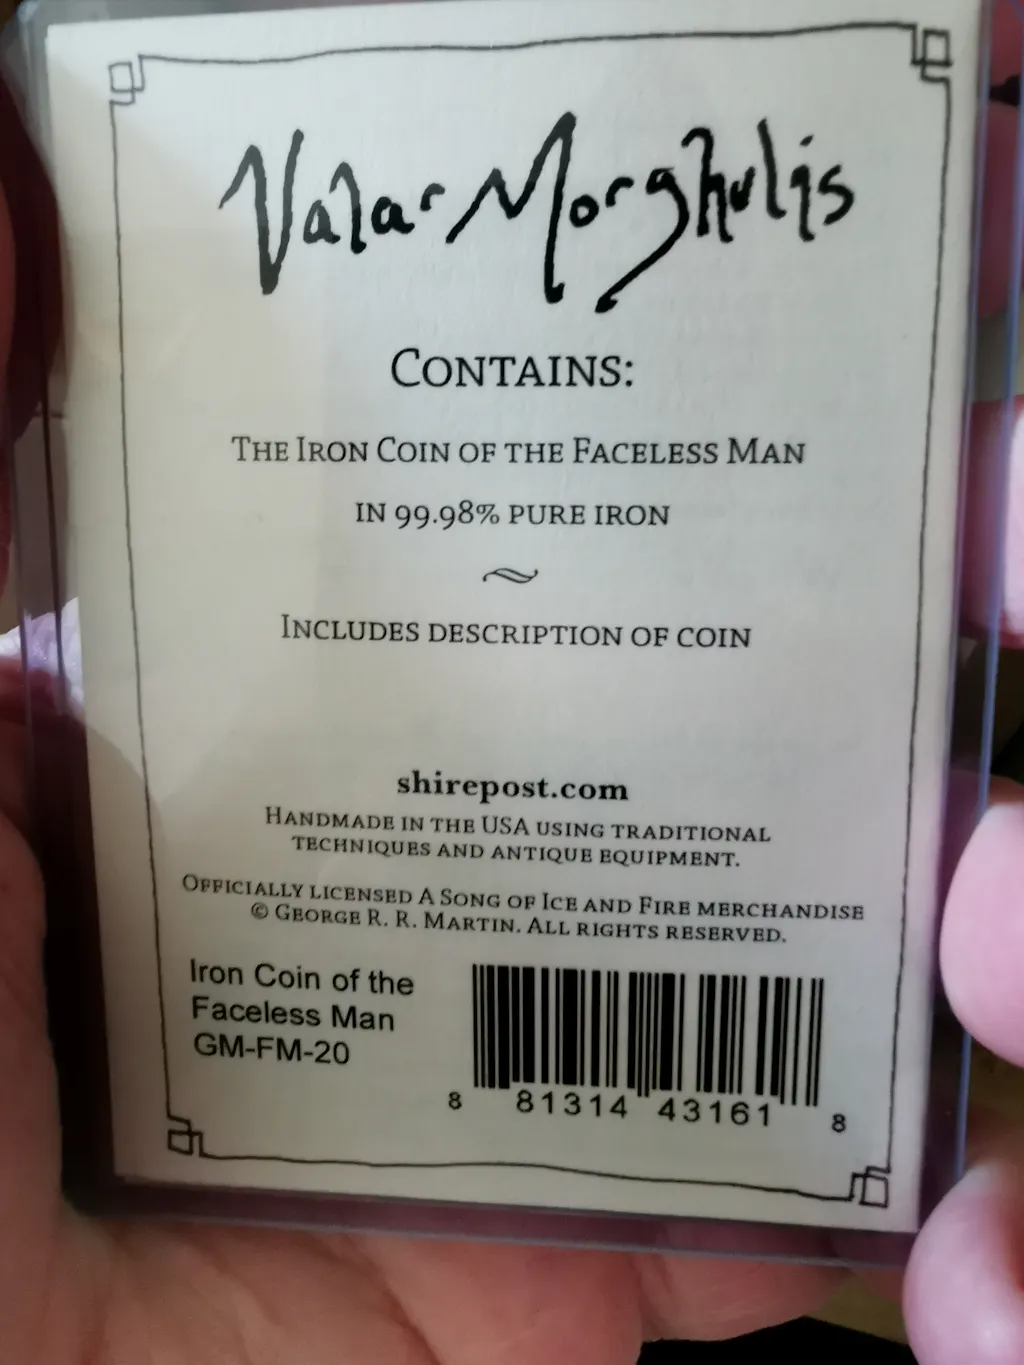 Valar Morghulis
CONTAINS:
THE IRON COIN OF THE FACELESS MAN
IN 99.98% PURE IRON
INCLUDES DESCRIPTION OF COIN
shirepost.com
HANDMADE IN THE USA USING TRADITIONAL
TECHNIQUES AND ANTIQUE EQUIPMENT.
OFFICIALLY LICENSED A SONG OF ICE AND FIRE MERCHANDISE
© GEORGE R. R. MARTIN. ALL RIGHTS RESERVED.
Iron Coin of the
Faceless Man
GM-FM-20
8 81314 43161 8